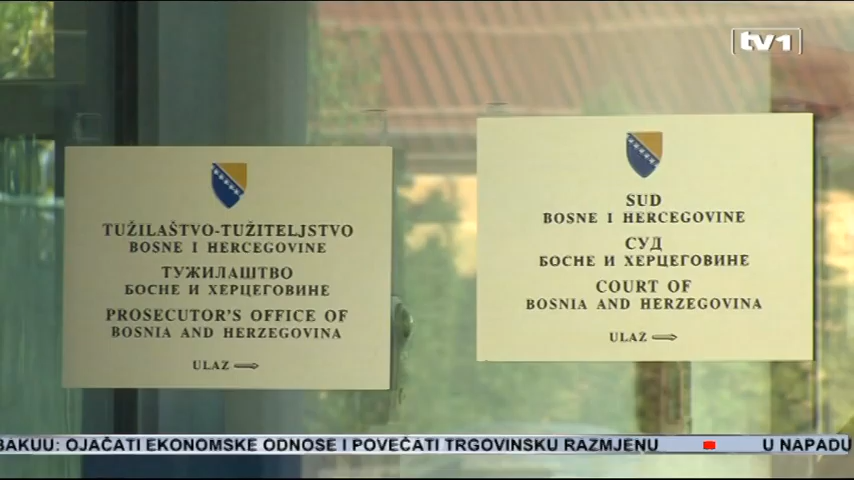 tv1
TUŽILAŠTVO-TUŽITELJSTVO
BOSNE I HERCEGOVINE
ТУЖИЛАШТВО
БОСНЕ И ХЕРЦЕГОВИНЕ
PROSECUTOR'S OFFICE OF
BOSNIA AND HERZEGOVINA
ULAZ
SUD
BOSNE I HERCEGOVINE
СУД
БОСНЕ И ХЕРЦЕГОВИНЕ
COURT OF
BOSNIA AND HERZEGOVINA
ULAZ
BAKUU: OJAČATI EKONOMSKE ODNOSE I POVEĆATI TRGOVINSKU RAZMJENU U NAPADU